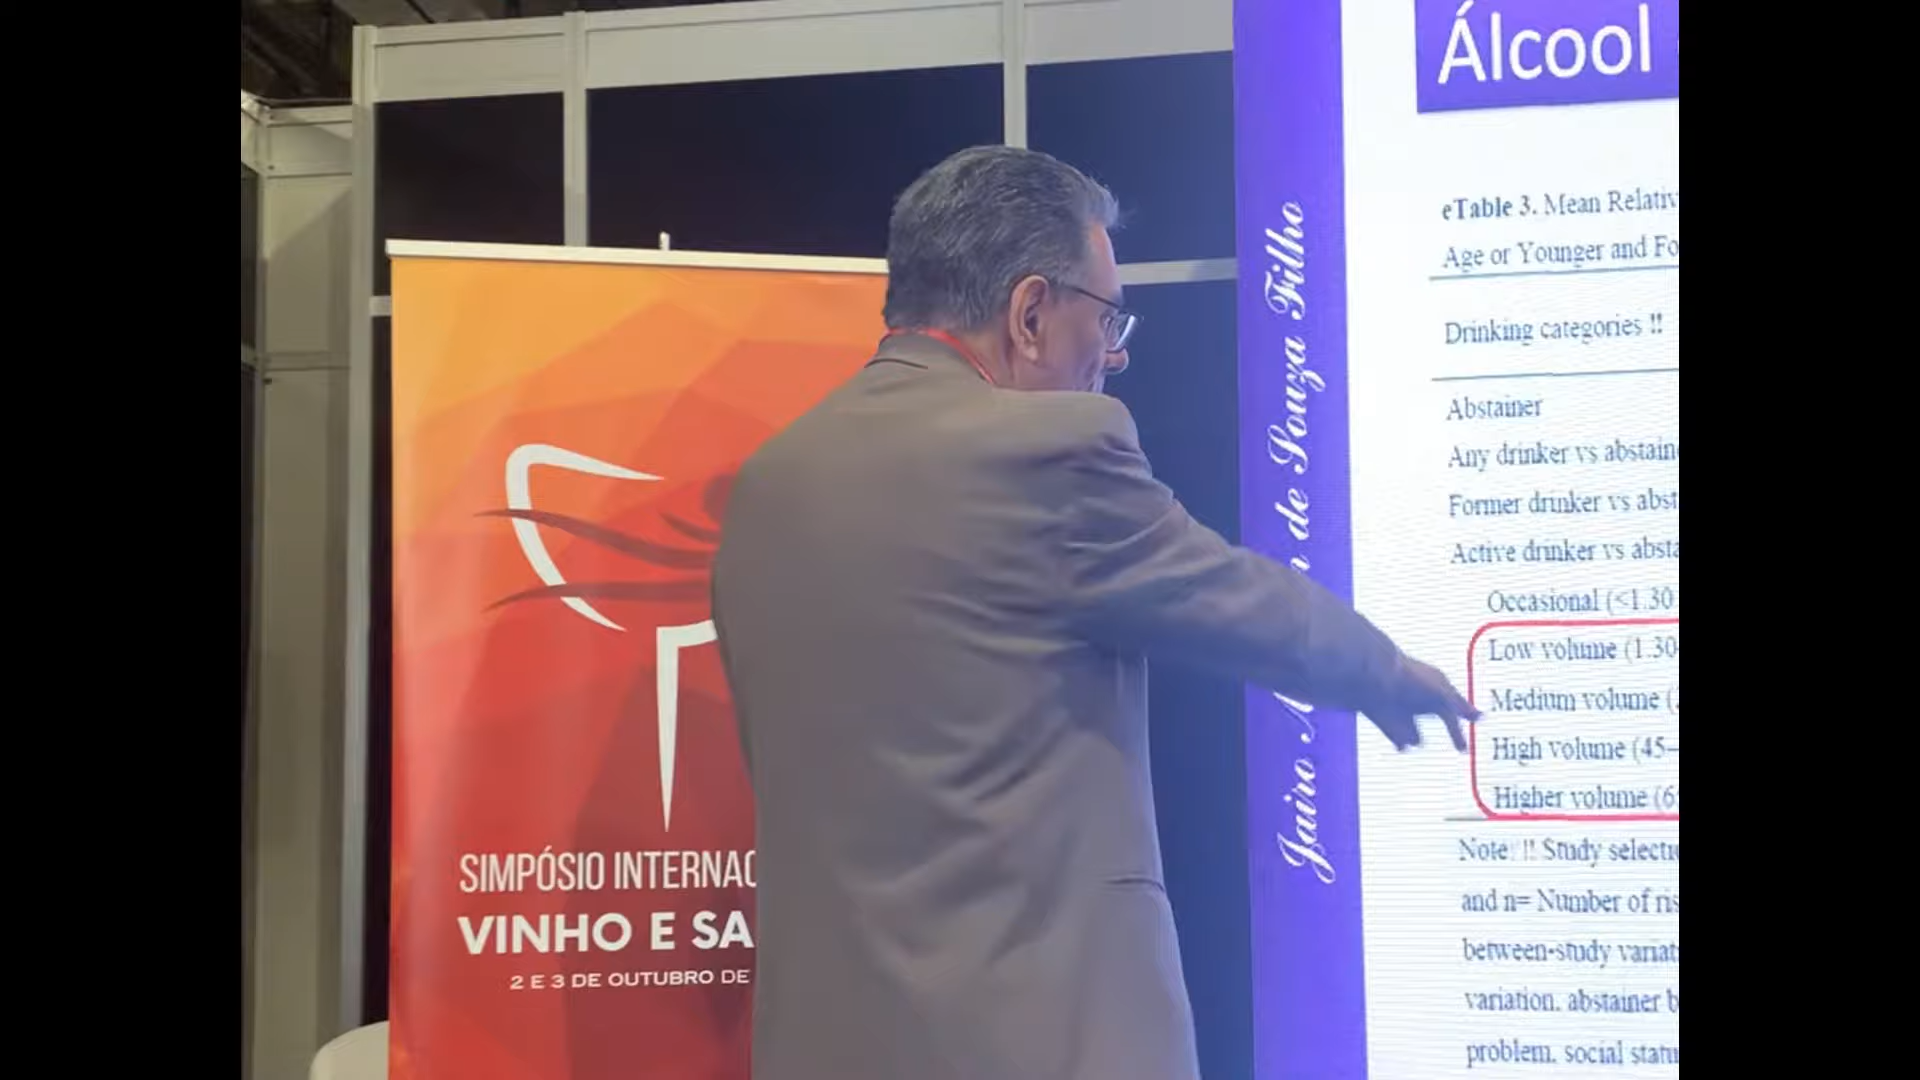 SIMPÓSIO INTERNAC
VINHO E SA
2 E 3 DE OUTUBRO DE
Jairo M n de Souza Filho
Álcool
eTable 3. Mean Relativ
Age or Younger and Fo
Drinking categories !!
Abstainer
Any drinker vs abstaine
Former drinker vs abst
Active drinker vs absta
Occasional (<1.30
Low volume (1.30
Medium volume (
High volume (45–
Higher volume (6
Note: !! Study selecti
and n= Number of ris
between-study variat
variation. abstainer b
problem. social statu